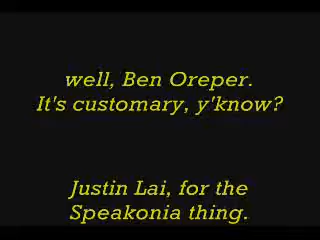 well, Ben Oreper.
It's customary, y'know?
Justin Lai, for the
Speakonia thing.